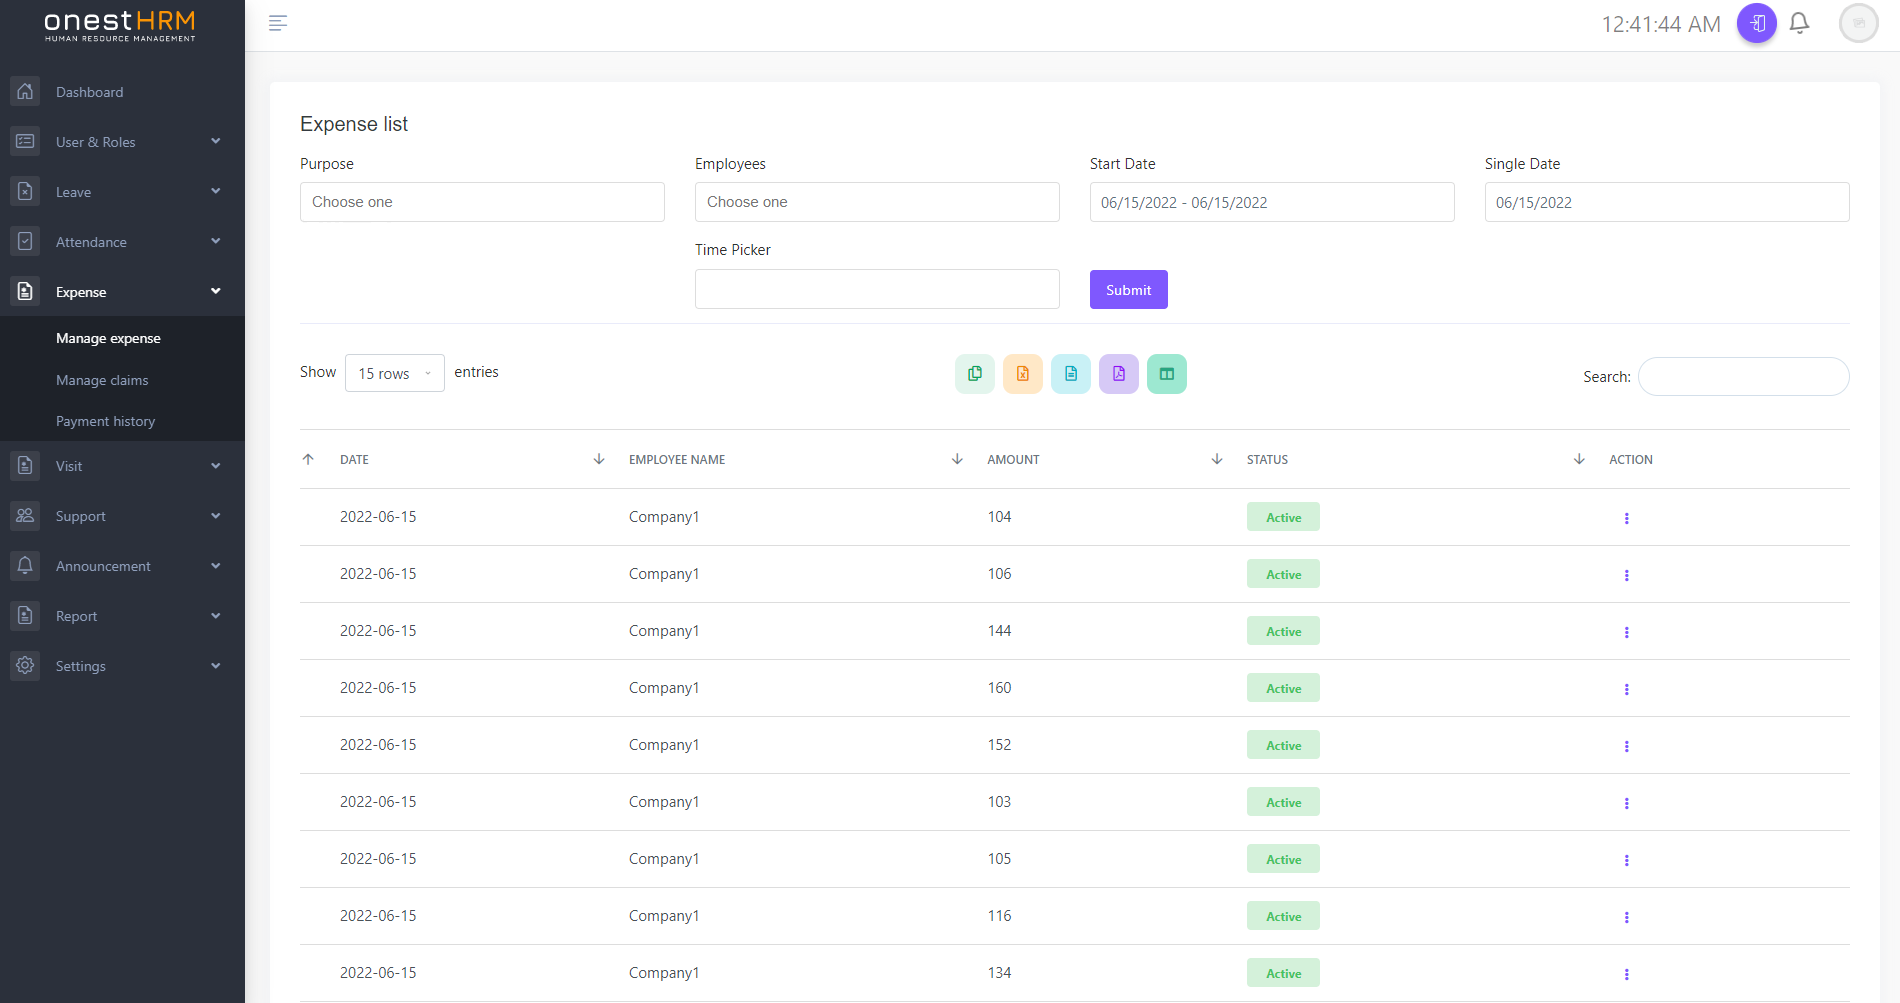 onestHRM
HUMAN RESOURCE MANAGEMENT
12:41:44 AM
Dashboard
User & Roles
Leave
Attendance
Expense
Manage expense
Manage claims
Payment history
Visit
Support
Announcement
Report
Settings
Expense list
Purpose Employees Start Date Single Date
Choose one Choose one 06/15/2022 - 06/15/2022 06/15/2022
Time Picker
Submit
Show 15 rows entries Search:
DATE EMPLOYEE NAME AMOUNT STATUS ACTION
2022-06-15 Company1 104 Active
2022-06-15 Company1 106 Active
2022-06-15 Company1 144 Active
2022-06-15 Company1 160 Active
2022-06-15 Company1 152 Active
2022-06-15 Company1 103 Active
2022-06-15 Company1 105 Active
2022-06-15 Company1 116 Active
2022-06-15 Company1 134 Active